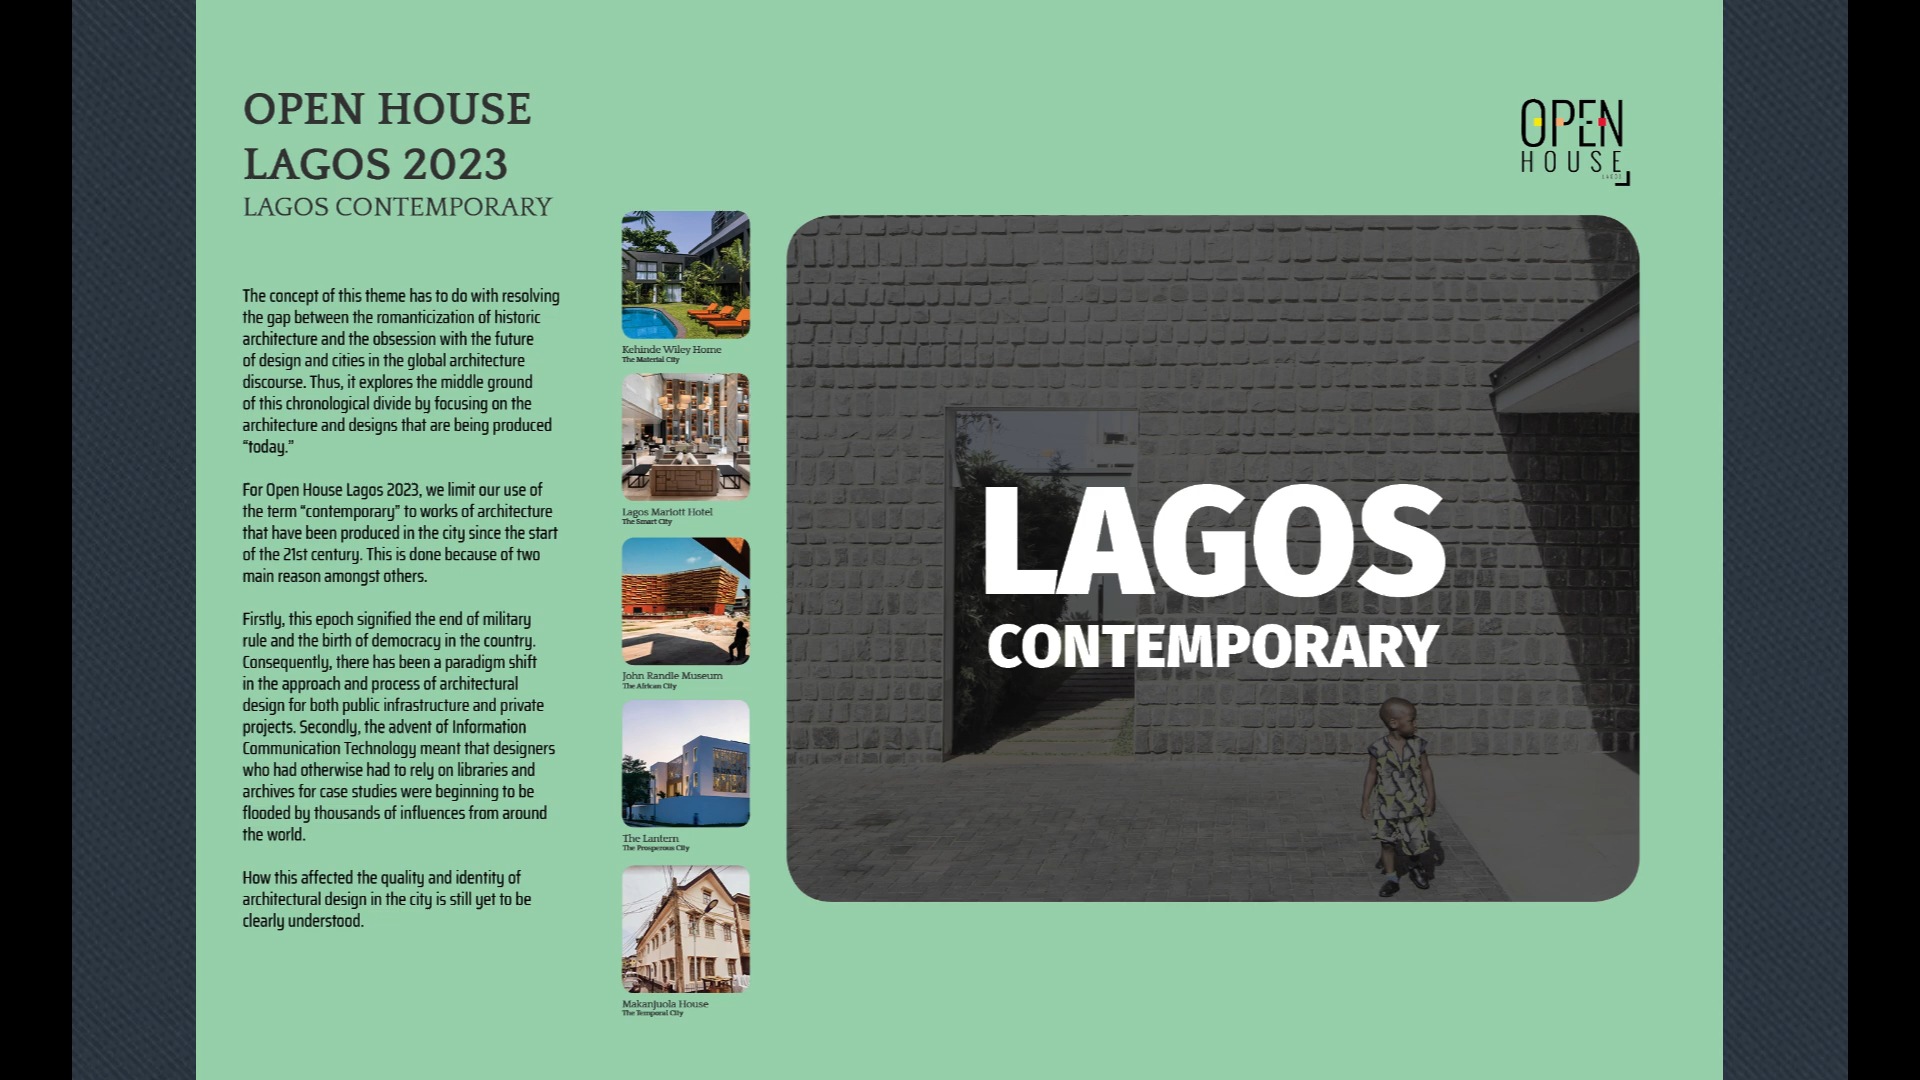 OPEN HOUSE
LAGOS 2023
LAGOS CONTEMPORARY
The concept of this theme has to do with resolving
the gap between the romanticization of historic
architecture and the obsession with the future
of design and cities in the global architecture
discourse. Thus, it explores the middle ground
of this chronological divide by focusing on the
architecture and designs that are being produced
“today.”
For Open House Lagos 2023, we limit our use of
the term “contemporary” to works of architecture
that have been produced in the city since the start
of the 21st century. This is done because of two
main reason amongst others.
Firstly, this epoch signified the end of military
rule and the birth of democracy in the country.
Consequently, there has been a paradigm shift
in the approach and process of architectural
design for both public infrastructure and private
projects. Secondly, the advent of Information
Communication Technology meant that designers
who had otherwise had to rely on libraries and
archives for case studies were beginning to be
flooded by thousands of influences from around
the world.
How this affected the quality and identity of
architectural design in the city is still yet to be
clearly understood.
Kehinde Wiley Home
The Material City
Lagos Mariott Hotel
The Smart City
John Randle Museum
The African City
The Lantern
The Prosperous City
Makanjuola House
The Temporal City
OPEN
HOUSE
LAGOS
LAGOS
CONTEMPORARY